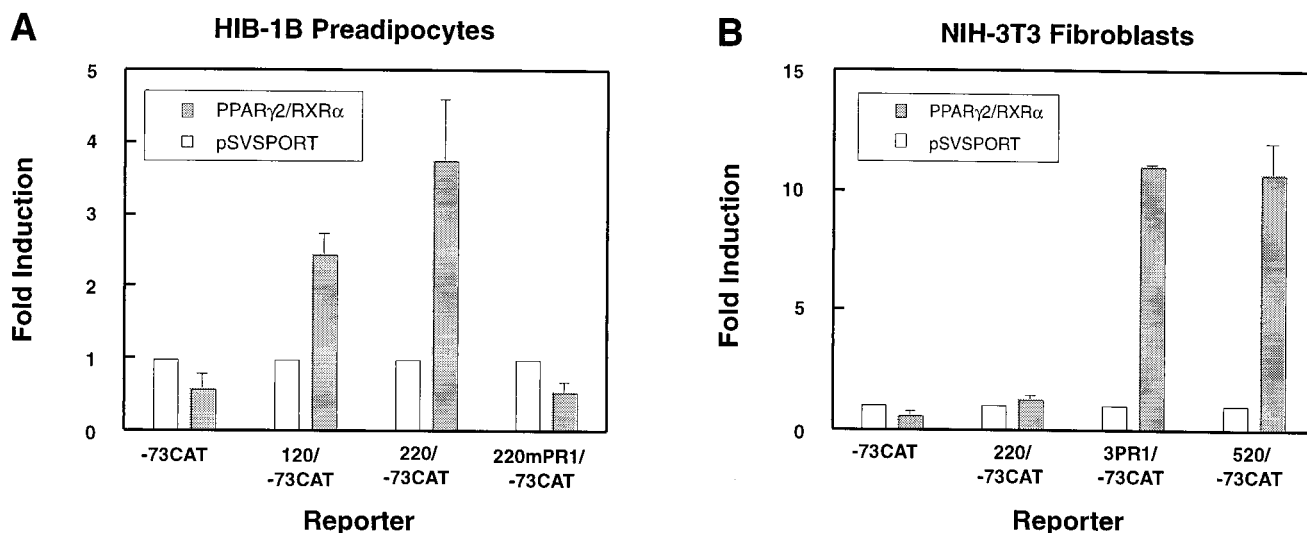 A
HIB-1B Preadipocytes
5
4
3
2
1
0
Fold Induction
PPARγ2/RXRα
pSVSPORT
-73CAT
120/
-73CAT
220/
-73CAT
220mPR1/
-73CAT
Reporter
B
NIH-3T3 Fibroblasts
15
10
5
0
Fold Induction
PPARγ2/RXRα
pSVSPORT
-73CAT
220/
-73CAT
3PR1/
-73CAT
520/
-73CAT
Reporter